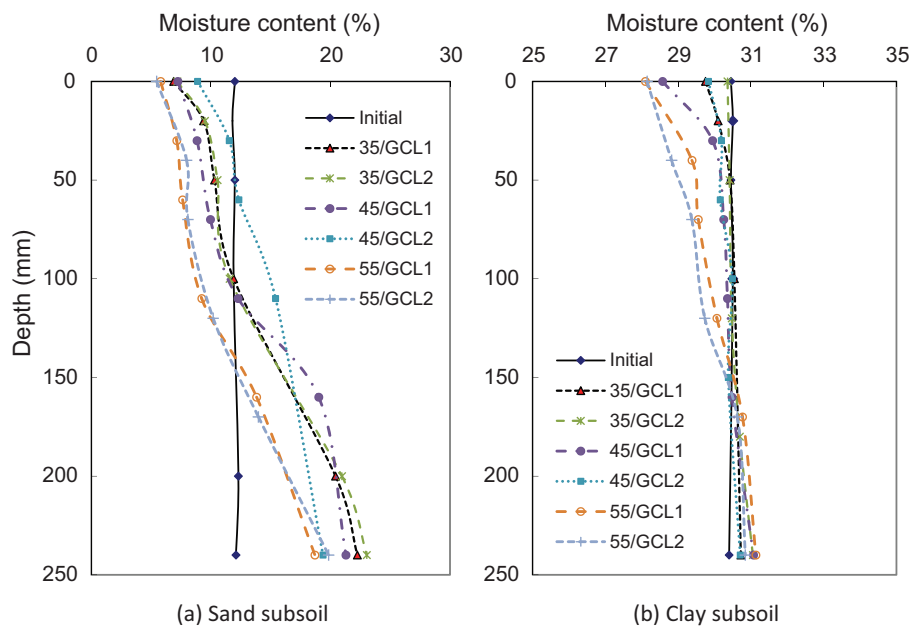 Moisture content (%)
0 10 20 30
0
50
100
150
200
250
Depth (mm)
Initial
35/GCL1
35/GCL2
45/GCL1
45/GCL2
55/GCL1
55/GCL2
(a) Sand subsoil
Moisture content (%)
25 27 29 31 33 35
0
50
100
150
200
250
Initial
35/GCL1
35/GCL2
45/GCL1
45/GCL2
55/GCL1
55/GCL2
(b) Clay subsoil